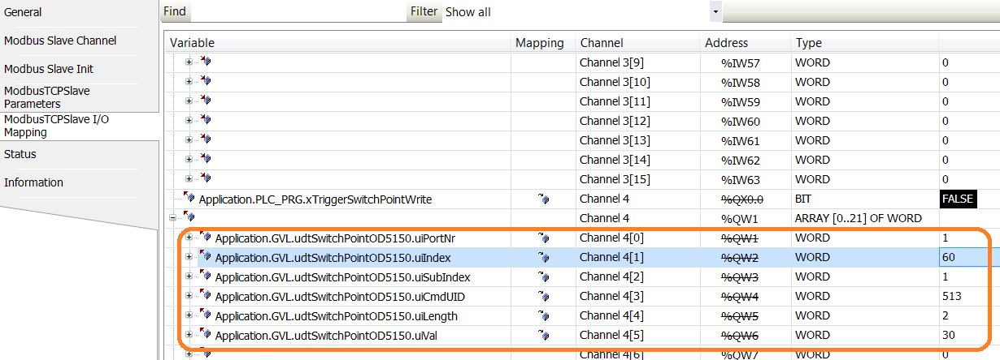 Find
Filter Show all
General
Modbus Slave Channel
Modbus Slave Init
ModbusTCPSlave
Parameters
ModbusTCPSlave I/O
Mapping
Status
Information
Variable Mapping Channel Address Type
Channel 3[9] %IW57 WORD 0
Channel 3[10] %IW58 WORD 0
Channel 3[11] %IW59 WORD 0
Channel 3[12] %IW60 WORD 0
Channel 3[13] %IW61 WORD 0
Channel 3[14] %IW62 WORD 0
Channel 3[15] %IW63 WORD 0
Application.PLC_PRG.xTriggerSwitchPointWrite Channel 4 %QX0.0 BIT FALSE
Channel 4 %QW1 ARRAY [0..21] OF WORD
Application.GVL.udtSwitchPointOD5150.uiPortNr Channel 4[0] %QW1 WORD 1
Application.GVL.udtSwitchPointOD5150.uiIndex Channel 4[1] %QW2 WORD 60
Application.GVL.udtSwitchPointOD5150.uiSubIndex Channel 4[2] %QW3 WORD 1
Application.GVL.udtSwitchPointOD5150.uiCmdUID Channel 4[3] %QW4 WORD 513
Application.GVL.udtSwitchPointOD5150.uiLength Channel 4[4] %QW5 WORD 2
Application.GVL.udtSwitchPointOD5150.uiVal Channel 4[5] %QW6 WORD 30
Channel 4[6] %QW7 WORD 0